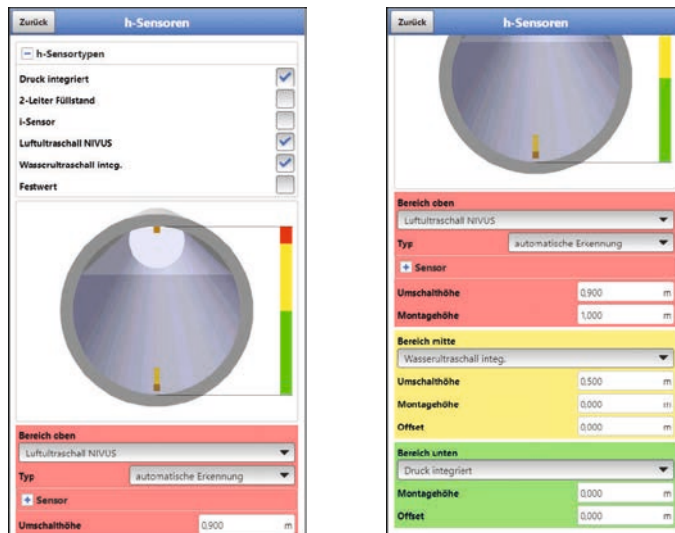 Zurück h-Sensoren
h-Sensortypen
Druck integriert
2-Leiter Füllstand
i-Sensor
Luftultraschall NIVUS
Wasserultraschall integ.
Festwert
Bereich oben
Luftultraschall NIVUS
Typ automatische Erkennung
Sensor
Umschalthöhe 0,900 m
Zurück h-Sensoren
Bereich oben
Luftultraschall NIVUS
Typ automatische Erkennung
Sensor
Umschalthöhe 0,900 m
Montagehöhe 1,000 m
Bereich mitte
Wasserultraschall integ.
Umschalthöhe 0,500 m
Montagehöhe 0,000 m
Offset 0,000 m
Bereich unten
Druck integriert
Montagehöhe 0,000 m
Offset 0,000 m